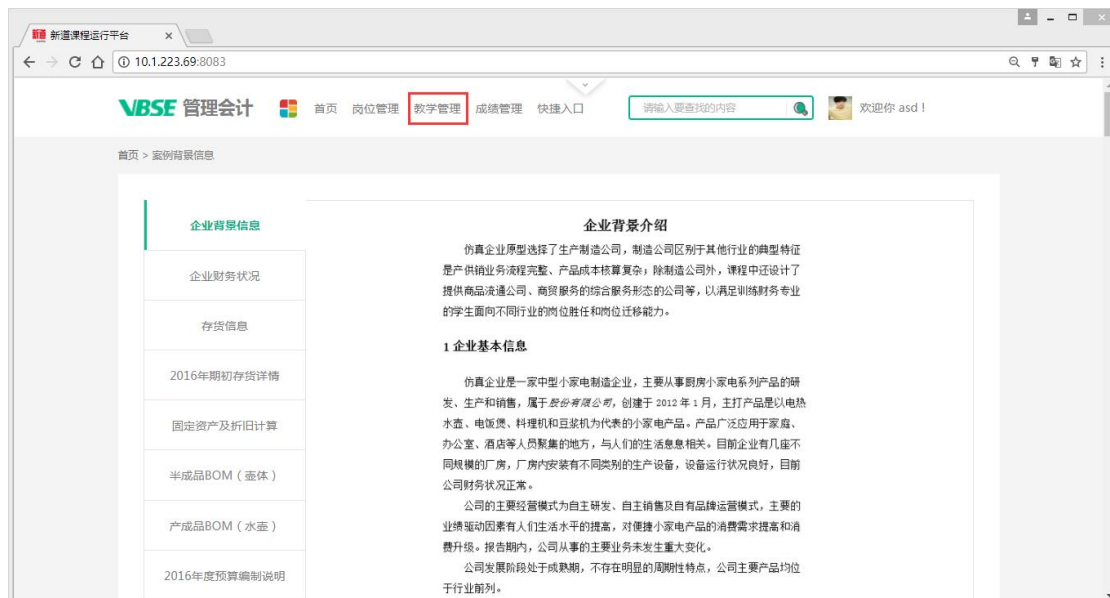 新道 新道课程运行平台
10.1.223.69:8083
VBSE 管理会计 首页 岗位管理 教学管理 成绩管理 快捷入口 请输入要查找的内容 欢迎你 asd !
首页 > 案例背景信息
企业背景信息
企业财务状况
存货信息
2016年期初存货详情
固定资产及折旧计算
半成品BOM（壶体）
产成品BOM（水壶）
2016年度预算编制说明
企业背景介绍
仿真企业原型选择了生产制造公司，制造公司区别于其他行业的典型特征
是产供销业务流程完整、产品成本核算复杂；除制造公司外，课程中还设计了
提供商品流通公司、商贸服务的综合服务形态的公司等，以满足训练财务专业
的学生面向不同行业的岗位胜任和岗位迁移能力。
1 企业基本信息
仿真企业是一家中型小家电制造企业，主要从事厨房小家电系列产品的研
发、生产和销售，属于股份有限公司，创建于 2012 年 1 月，主打产品是以电热
水壶、电饭煲、料理机和豆浆机为代表的小家电产品。产品广泛应用于家庭、
办公室、酒店等人员聚集的地方，与人们的生活息息相关。目前企业有几座不
同规模的厂房，厂房内安装有不同类别的生产设备，设备运行状况良好，目前
公司财务状况正常。
公司的主要经营模式为自主研发、自主销售及自有品牌运营模式，主要的
业绩驱动因素有人们生活水平的提高，对便捷小家电产品的消费需求提高和消
费升级。报告期内，公司从事的主要业务未发生重大变化。
公司发展阶段处于成熟期，不存在明显的周期性特点，公司主要产品均位
于行业前列。